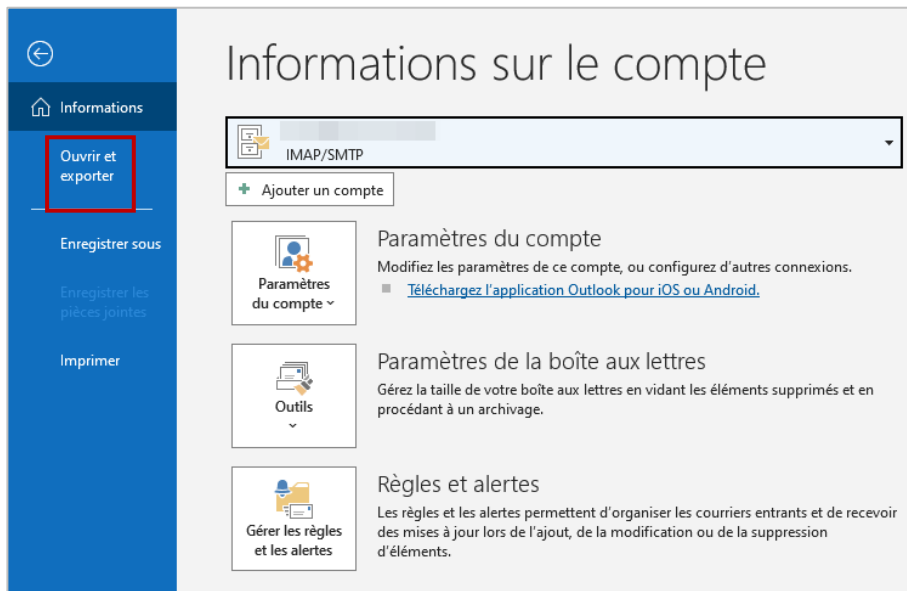 Informations
Ouvrir et
exporter
Enregistrer sous
Enregistrer les
pièces jointes
Imprimer
Informations sur le compte
IMAP/SMTP
Ajouter un compte
Paramètres
du compte
Paramètres du compte
Modifiez les paramètres de ce compte, ou configurez d'autres connexions.
Téléchargez l'application Outlook pour iOS ou Android.
Outils
Paramètres de la boîte aux lettres
Gérez la taille de votre boîte aux lettres en vidant les éléments supprimés et en
procédant à un archivage.
Gérer les règles
et les alertes
Règles et alertes
Les règles et les alertes permettent d'organiser les courriers entrants et de recevoir
des mises à jour lors de l'ajout, de la modification ou de la suppression
d'éléments.